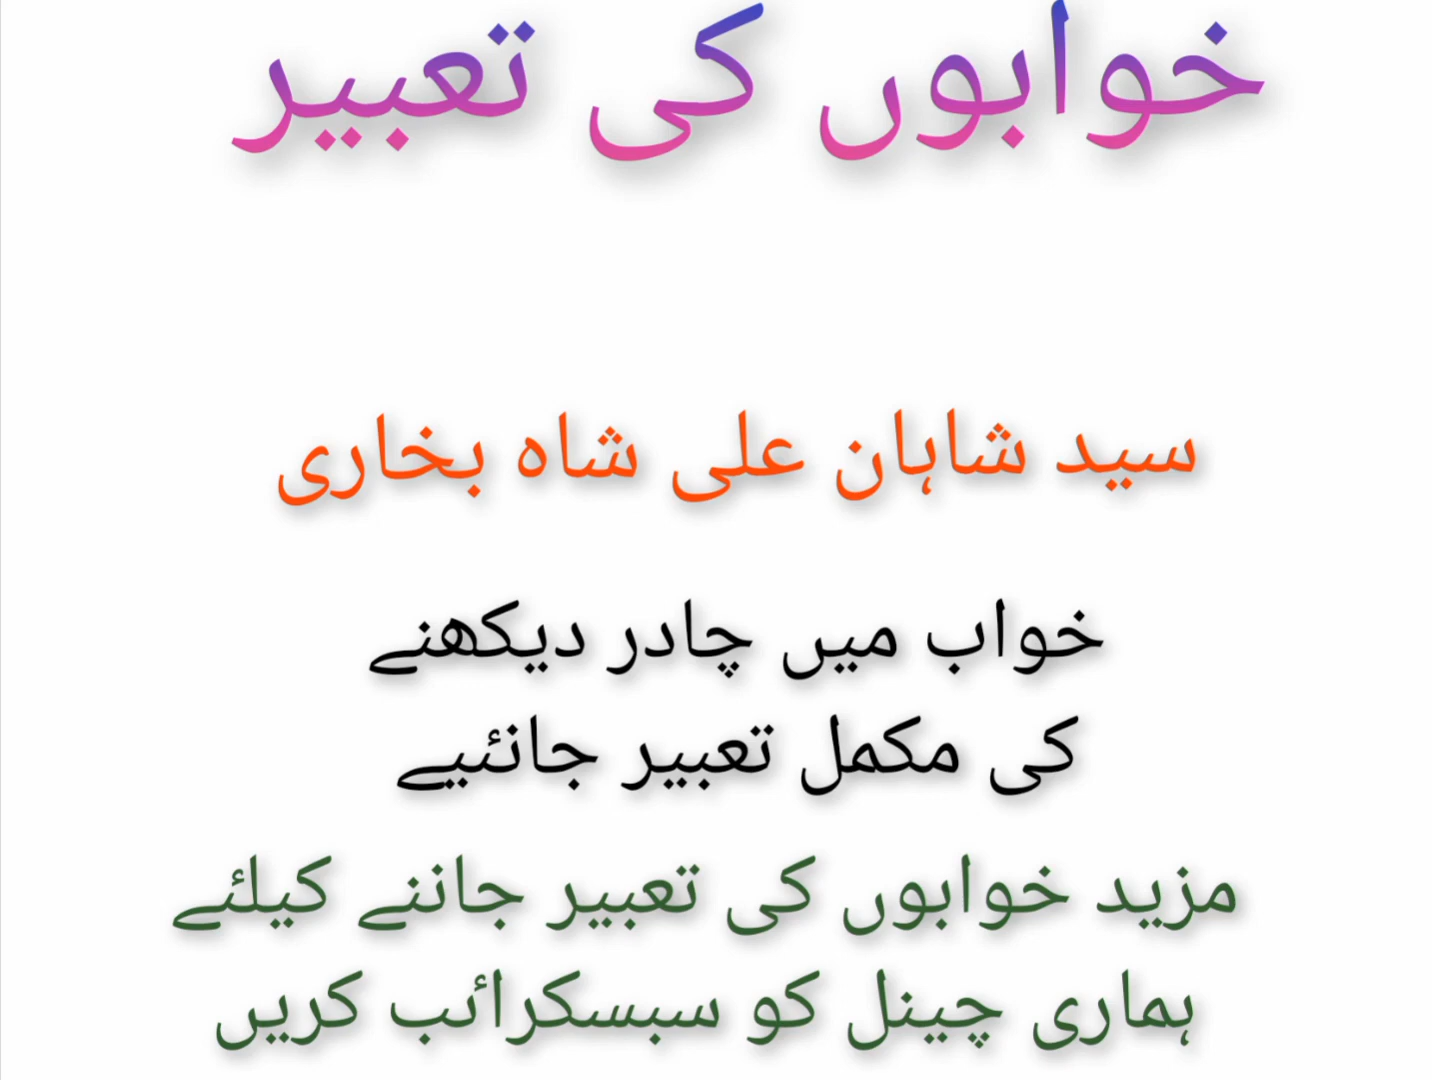 خوابوں کی تعبیر
سید شاہان علی شاہ بخاری
خواب میں چادر دیکھنے
کی مکمل تعبیر جانئیے
مزید خوابوں کی تعبیر جاننے کیلئے
ہماری چینل کو سبسکرائب کریں